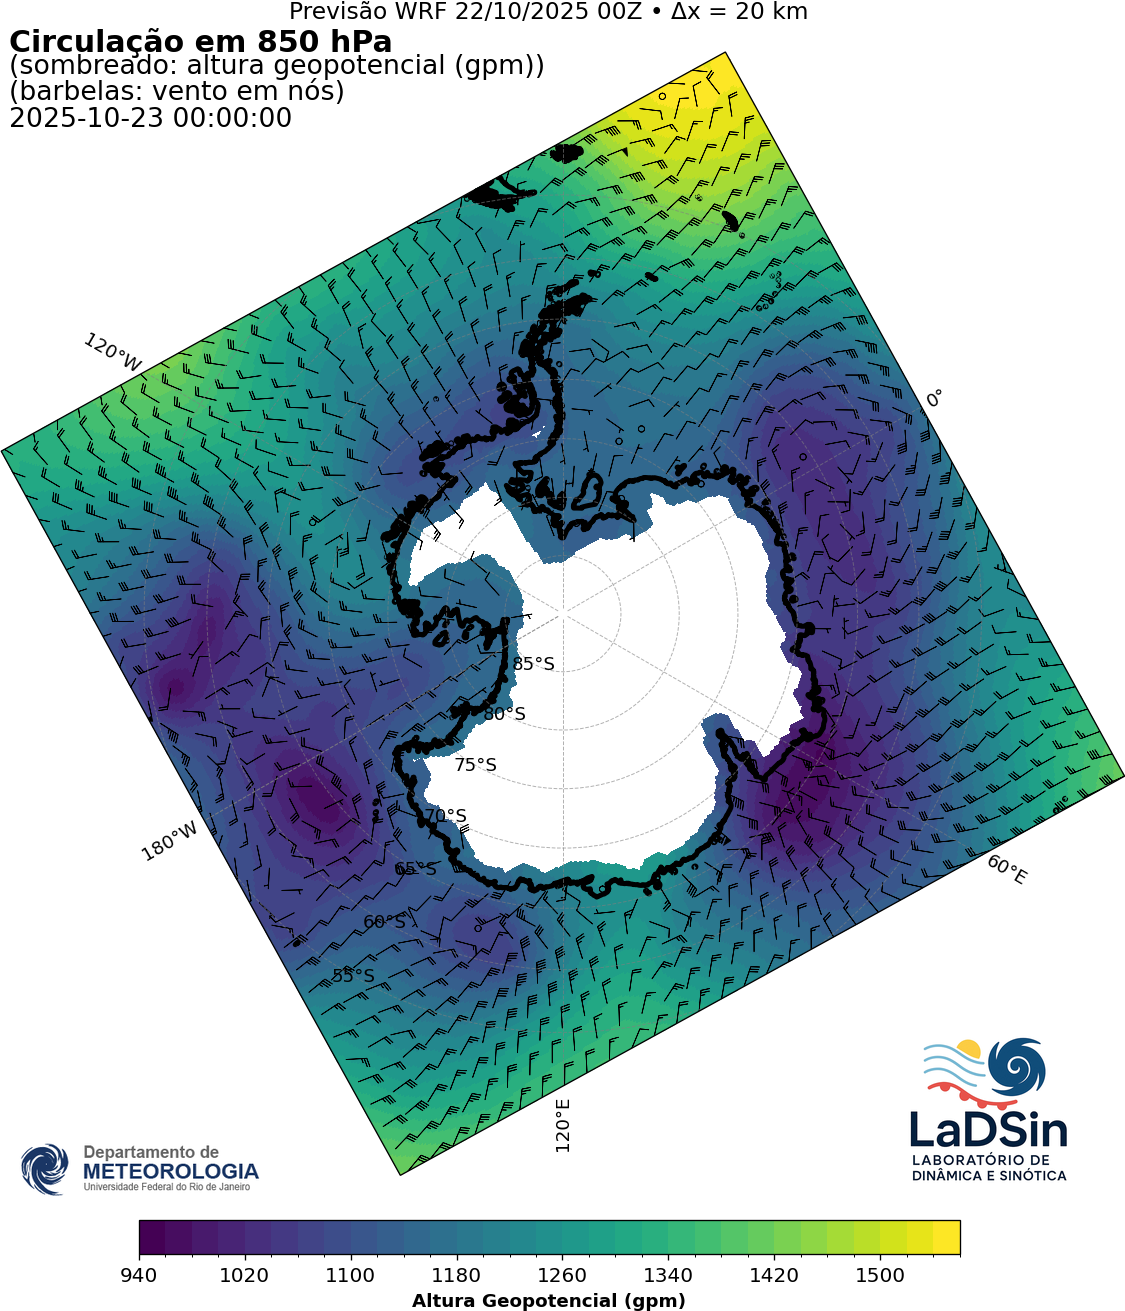 Previsão WRF 22/10/2025 00Z • Δx = 20 km
Circulação em 850 hPa
(sombreado: altura geopotencial (gpm))
(barbelas: vento em nós)
2025-10-23 00:00:00
120°W
0°
85°S
80°S
75°S
70°S
65°S
60°S
55°S
180°W
60°E
120°E
Departamento de
METEOROLOGIA
Universidade Federal do Rio de Janeiro
LaDSin
LABORATÓRIO DE
DINÂMICA E SINÓTICA
940 1020 1100 1180 1260 1340 1420 1500
Altura Geopotencial (gpm)